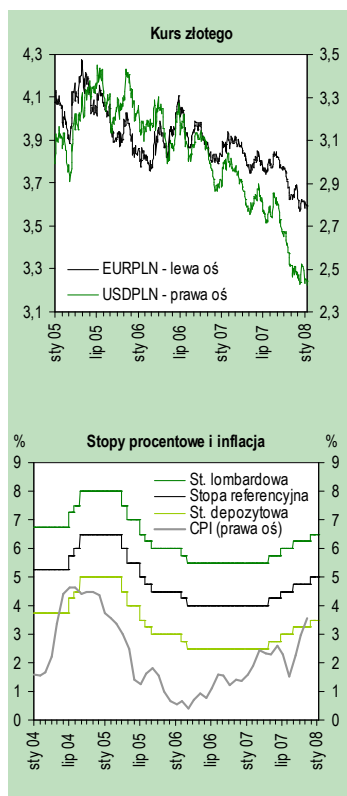 Kurs złotego
4,3
4,1
3,9
3,7
3,5
3,3
3,1
3,5
3,3
3,1
2,9
2,7
2,5
2,3
EURPLN - lewa oś
USDPLN - prawa oś
sty 05
lip 05
sty 06
lip 06
sty 07
lip 07
sty 08
% Stopy procentowe i inflacja %
9
8
7
6
5
4
3
2
1
0
9
8
7
6
5
4
3
2
1
0
St. lombardowa
Stopa referencyjna
St. depozytowa
CPI (prawa oś)
sty 04
lip 04
sty 05
lip 05
sty 06
lip 06
sty 07
lip 07
sty 08